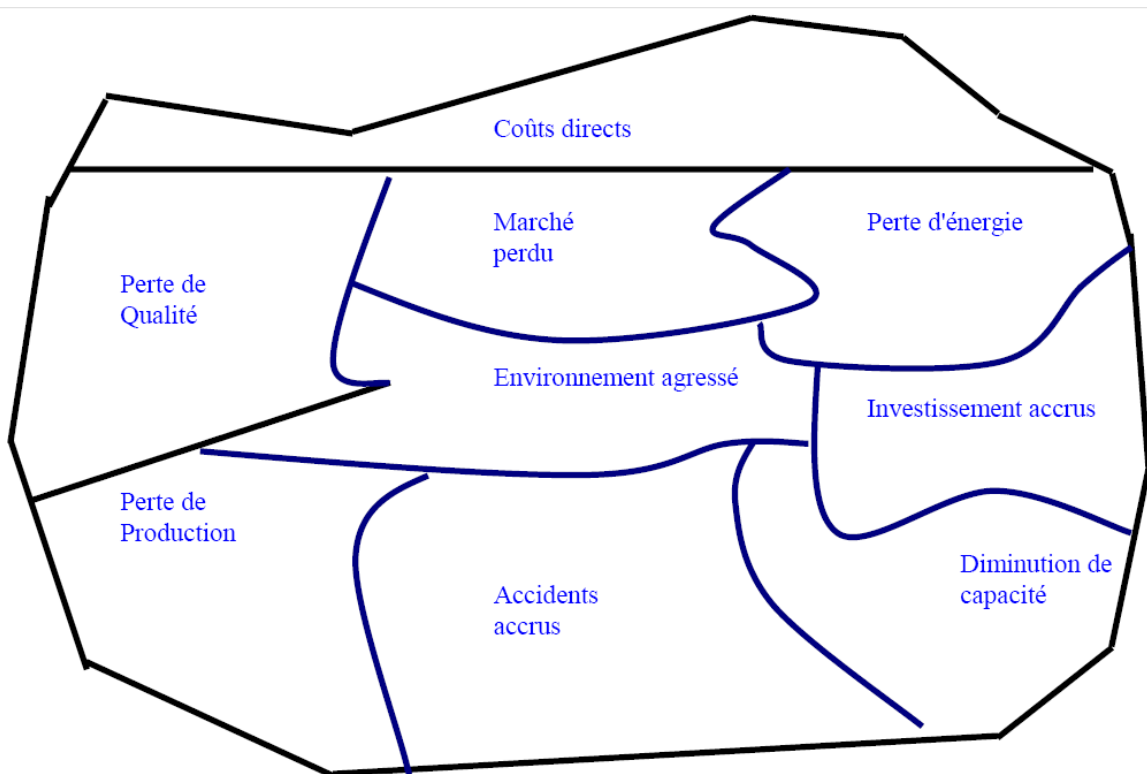 Coûts directs
Marché
perdu
Perte d'énergie
Perte de
Qualité
Environnement agressé
Investissement accrus
Perte de
Production
Accidents
accrus
Diminution de
capacité